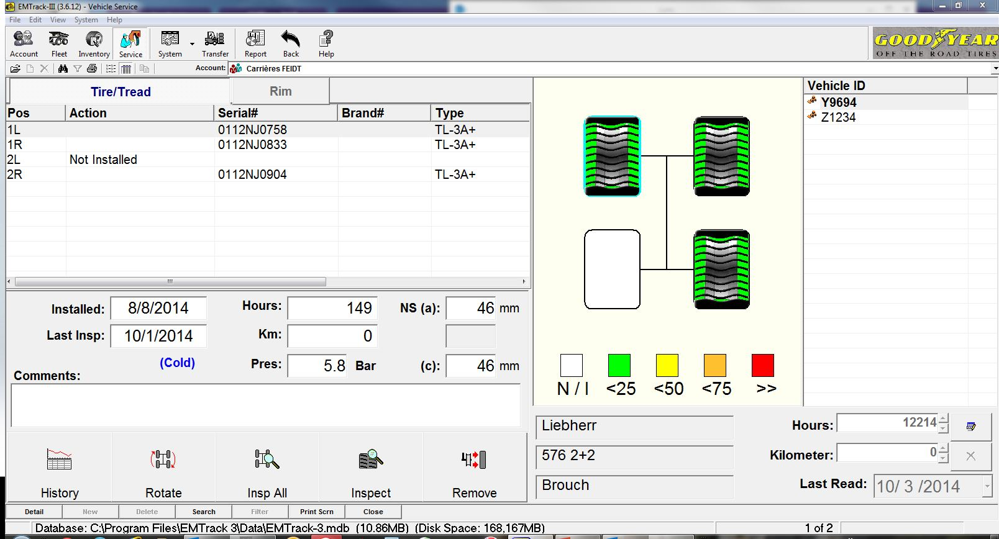 EMTrack-III (3.6.12) - Vehicle Service
File Edit View System Help
Account Fleet Inventory Service System Transfer Report Back Help
GOODYEAR
OFF THE ROAD TIRES
Account: Carrières FEIDT
Tire/Tread Rim
Pos Action Serial# Brand# Type
1L 0112NJ0758 TL-3A+
1R 0112NJ0833 TL-3A+
2L Not Installed
2R 0112NJ0904 TL-3A+
Vehicle ID
Y9694
Z1234
N / I <25 <50 <75 >>
Installed: 8/8/2014 Hours: 149 NS (a): 46 mm
Last Insp: 10/1/2014 Km: 0
(Cold) Pres: 5.8 Bar (c): 46 mm
Comments:
Liebherr
576 2+2
Brouch
Hours: 12214
Kilometer: 0
Last Read: 10/ 3 /2014
History Rotate Insp All Inspect Remove
Detail New Delete Search Filter Print Scrn Close
Database: C:\Program Files\EMTrack 3\Data\EMTrack-3.mdb (10.86MB) (Disk Space: 168,167MB) 1 of 2